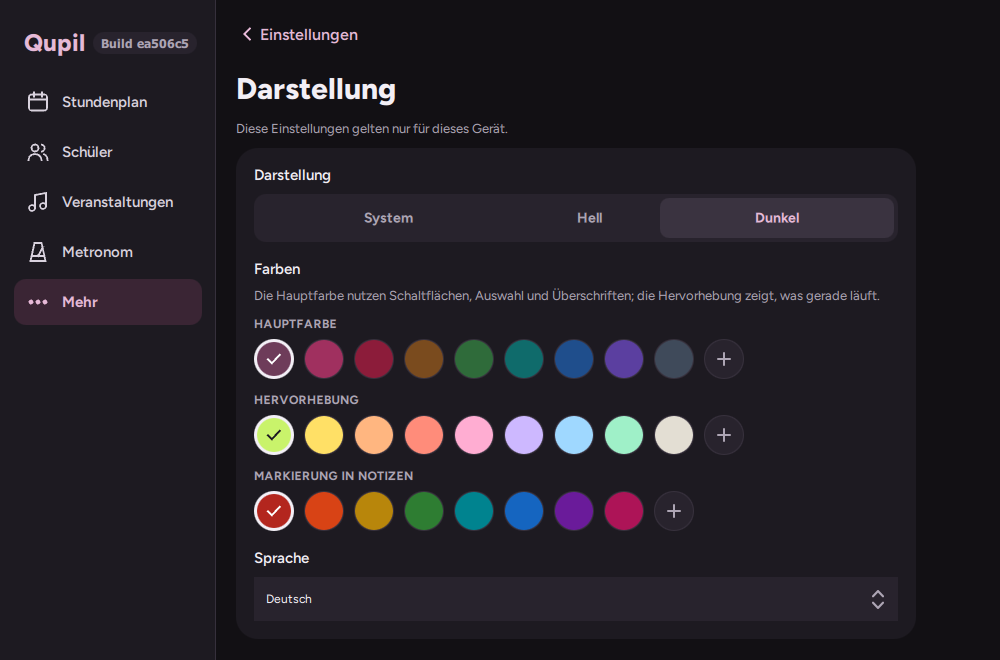 Qupil Build ea506c5
Stundenplan
Schüler
Veranstaltungen
Metronom
Mehr
Einstellungen
Darstellung
Diese Einstellungen gelten nur für dieses Gerät.
Darstellung
System Hell Dunkel
Farben
Die Hauptfarbe nutzen Schaltflächen, Auswahl und Überschriften; die Hervorhebung zeigt, was gerade läuft.
HAUPTFARBE
HERVORHEBUNG
MARKIERUNG IN NOTIZEN
Sprache
Deutsch